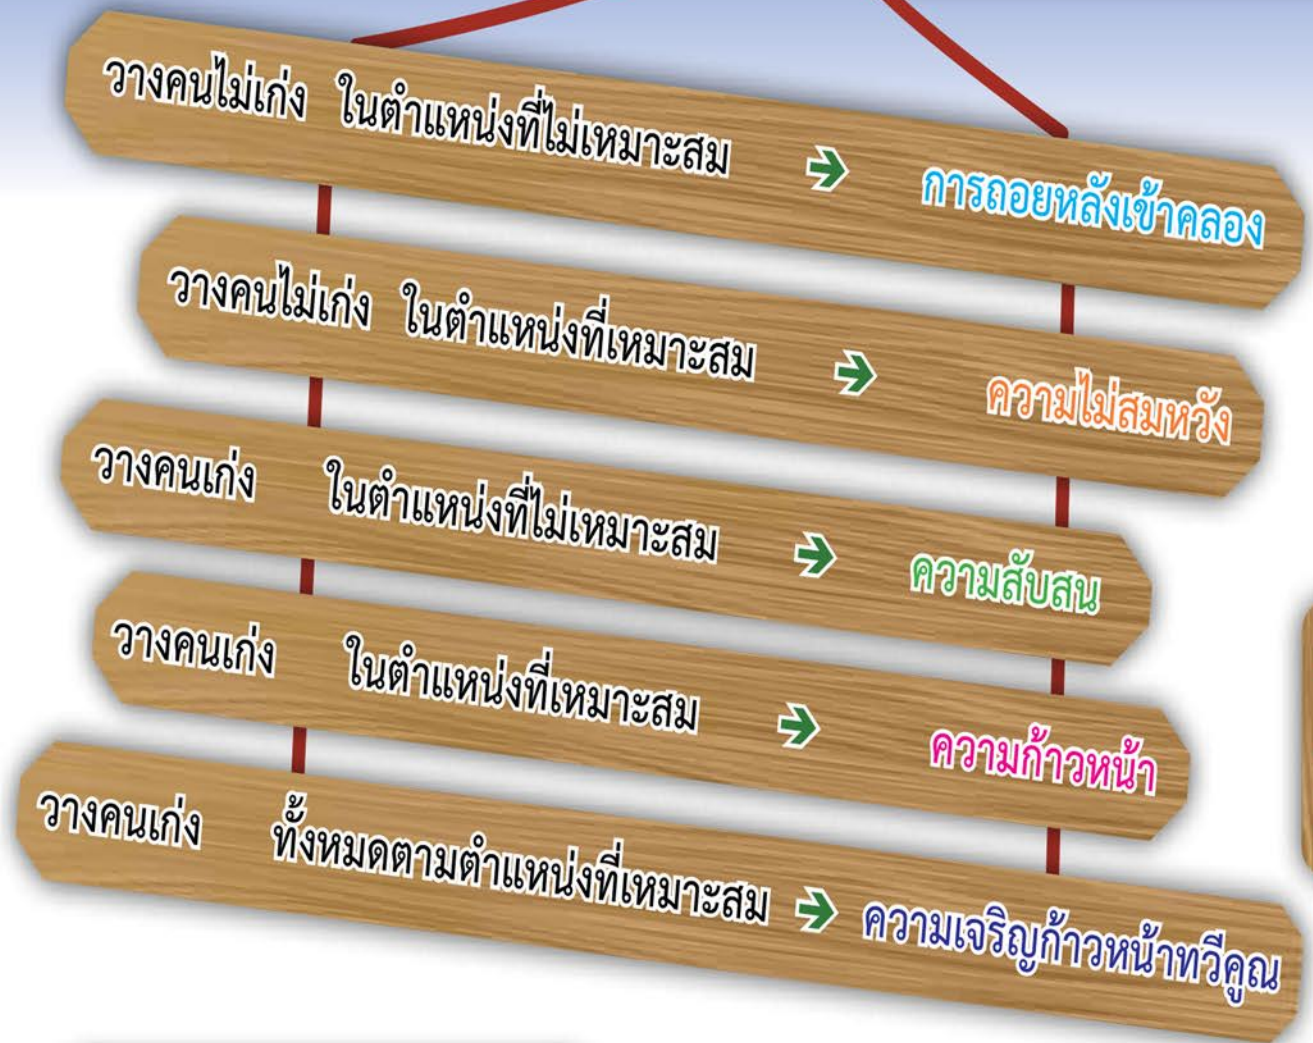 วางคนไม่เก่ง ในตำแหน่งที่ไม่เหมาะสม ➔ การถอยหลังเข้าคลอง
วางคนไม่เก่ง ในตำแหน่งที่เหมาะสม ➔ ความไม่สมหวัง
วางคนเก่ง ในตำแหน่งที่ไม่เหมาะสม ➔ ความสับสน
วางคนเก่ง ในตำแหน่งที่เหมาะสม ➔ ความก้าวหน้า
วางคนเก่ง ทั้งหมดตามตำแหน่งที่เหมาะสม ➔ ความเจริญก้าวหน้าทวีคูณ